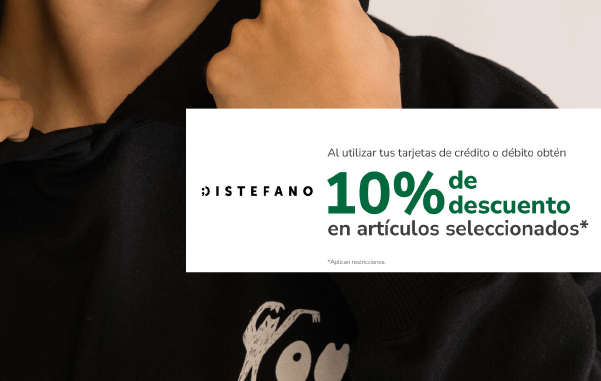 Al utilizar tus tarjetas de crédito o débito obtén
DISTEFANO
10% de
descuento
en artículos seleccionados*
*Aplican restricciones.